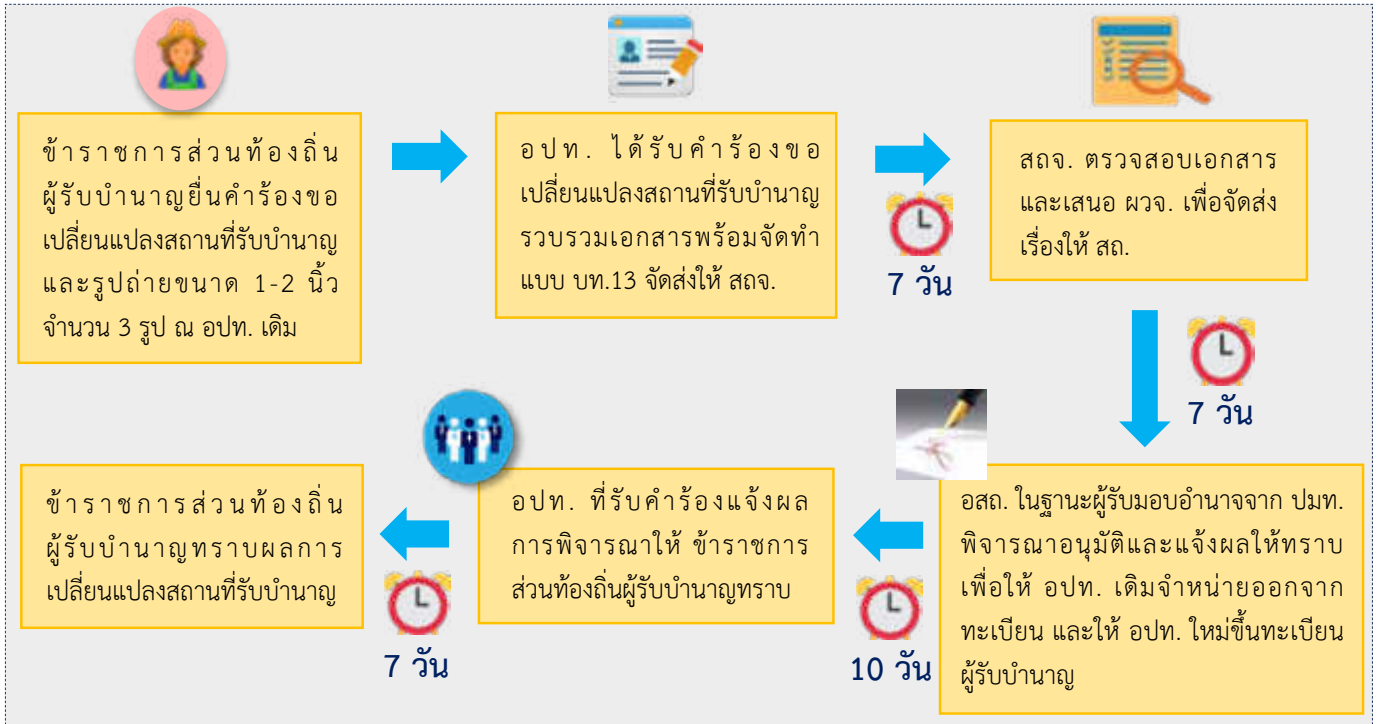 ข้าราชการส่วนท้องถิ่น
ผู้รับบำนาญยื่นคำร้องขอ
เปลี่ยนแปลงสถานที่รับบำนาญ
และรูปถ่ายขนาด 1-2 นิ้ว
จำนวน 3 รูป ณ อปท. เดิม
อปท. ได้รับคำร้องขอ
เปลี่ยนแปลงสถานที่รับบำนาญ
รวบรวมเอกสารพร้อมจัดทำ
แบบ บท.13 จัดส่งให้ สถจ.
7 วัน
สถจ. ตรวจสอบเอกสาร
และเสนอ ผวจ. เพื่อจัดส่ง
เรื่องให้ สถ.
7 วัน
อสถ. ในฐานะผู้รับมอบอำนาจจาก ปมท.
พิจารณาอนุมัติและแจ้งผลให้ทราบ
เพื่อให้ อปท. เดิมจำหน่ายออกจาก
ทะเบียน และให้ อปท. ใหม่ขึ้นทะเบียน
ผู้รับบำนาญ
10 วัน
อปท. ที่รับคำร้องแจ้งผล
การพิจารณาให้ ข้าราชการ
ส่วนท้องถิ่นผู้รับบำนาญทราบ
7 วัน
ข้าราชการส่วนท้องถิ่น
ผู้รับบำนาญทราบผลการ
เปลี่ยนแปลงสถานที่รับบำนาญ